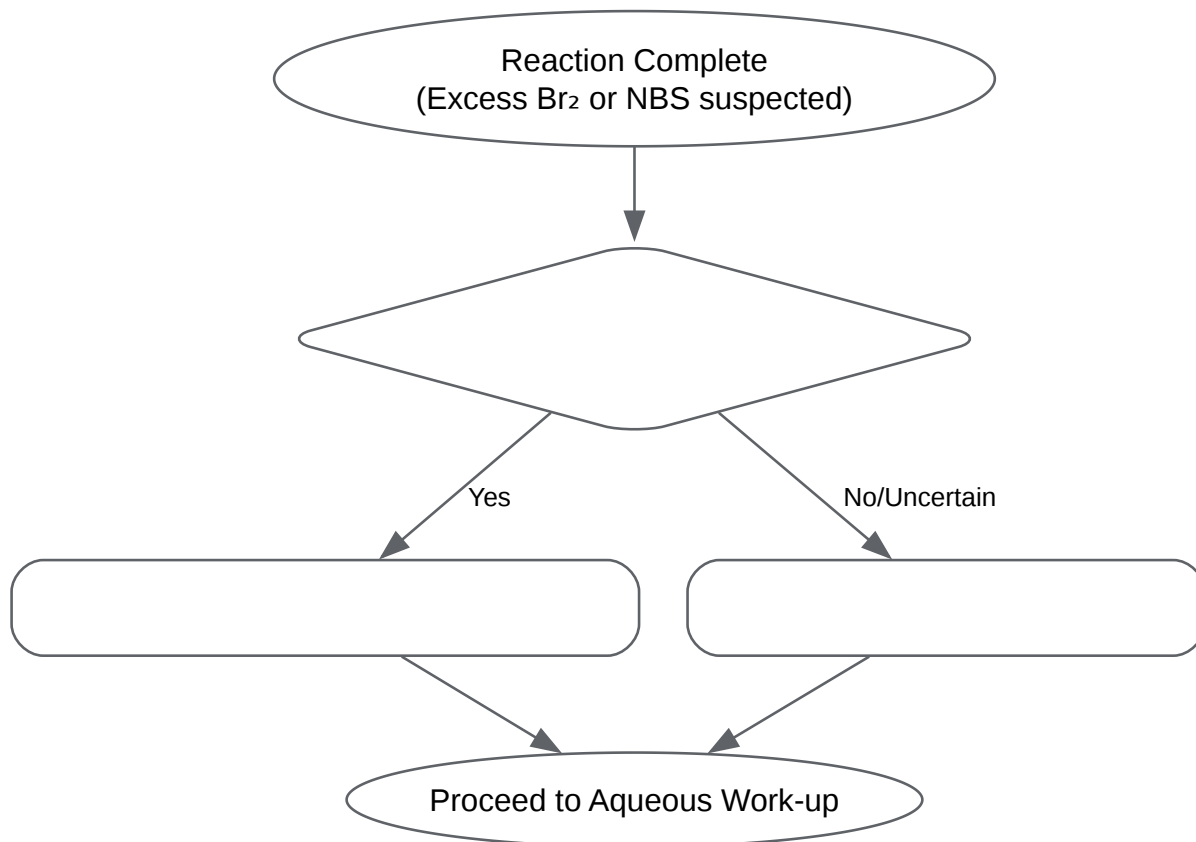 Reaction Complete
(Excess Br₂ or NBS suspected)
Yes
No/Uncertain
Proceed to Aqueous Work-up